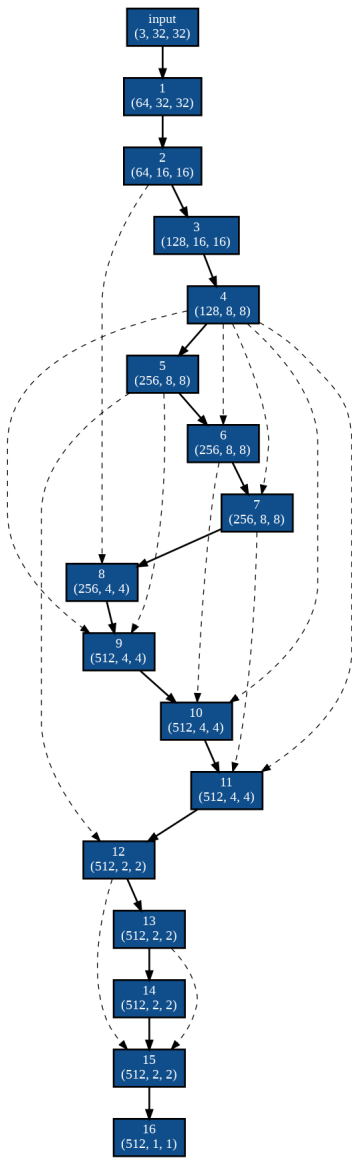 input
(3, 32, 32)
1
(64, 32, 32)
2
(64, 16, 16)
3
(128, 16, 16)
4
(128, 8, 8)
5
(256, 8, 8)
6
(256, 8, 8)
7
(256, 8, 8)
8
(256, 4, 4)
9
(512, 4, 4)
10
(512, 4, 4)
11
(512, 4, 4)
12
(512, 2, 2)
13
(512, 2, 2)
14
(512, 2, 2)
15
(512, 2, 2)
16
(512, 1, 1)